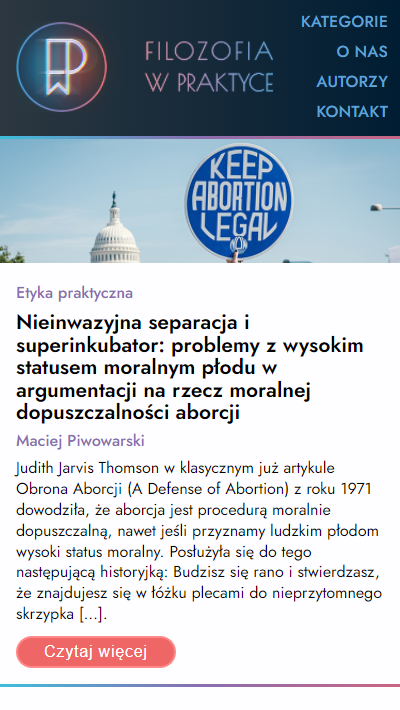 FILOZOFIA
W PRAKTYCE
KATEGORIE
O NAS
AUTORZY
KONTAKT
KEEP
ABORTION
LEGAL
Etyka praktyczna
Nieinwazyjna separacja i
superinkubator: problemy z wysokim
statusem moralnym płodu w
argumentacji na rzecz moralnej
dopuszczalności aborcji
Maciej Piwowarski
Judith Jarvis Thomson w klasycznym już artykule
Obrona Aborcji (A Defense of Abortion) z roku 1971
dowodziła, że aborcja jest procedurą moralnie
dopuszczalną, nawet jeśli przyznamy ludzkim płodom
wysoki status moralny. Posłużyła się do tego
następującą historyjką: Budzisz się rano i stwierdzasz,
że znajdujesz się w łóżku plecami do nieprzytomnego
skrzypka [...].
Czytaj więcej